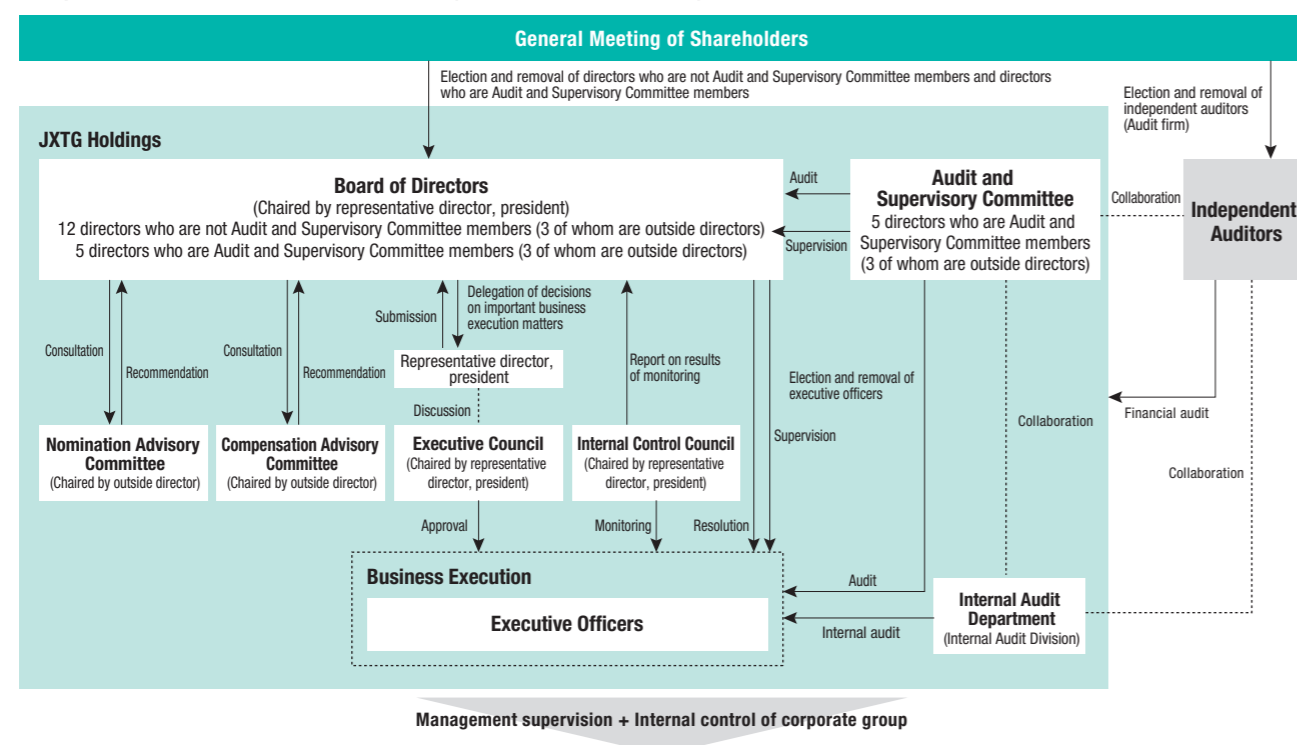 General Meeting of Shareholders
Election and removal of directors who are not Audit and Supervisory Committee members and directors
who are Audit and Supervisory Committee members
Election and removal of
independent auditors
(Audit firm)
JXTG Holdings
Board of Directors
(Chaired by representative director, president)
12 directors who are not Audit and Supervisory Committee members (3 of whom are outside directors)
5 directors who are Audit and Supervisory Committee members (3 of whom are outside directors)
Audit
Supervision
Audit and
Supervisory Committee
5 directors who are Audit and
Supervisory Committee members
(3 of whom are outside directors)
Collaboration
Independent
Auditors
Consultation
Recommendation
Consultation
Recommendation
Submission
Delegation of decisions
on important business
execution matters
Representative director,
president
Discussion
Report on results
of monitoring
Election and removal of
executive officers
Supervision
Collaboration
Financial audit
Collaboration
Nomination Advisory
Committee
(Chaired by outside director)
Compensation Advisory
Committee
(Chaired by outside director)
Executive Council
(Chaired by representative
director, president)
Internal Control Council
(Chaired by representative
director, president)
Approval
Monitoring
Resolution
Business Execution
Executive Officers
Audit
Internal audit
Internal Audit
Department
(Internal Audit Division)
Management supervision + Internal control of corporate group